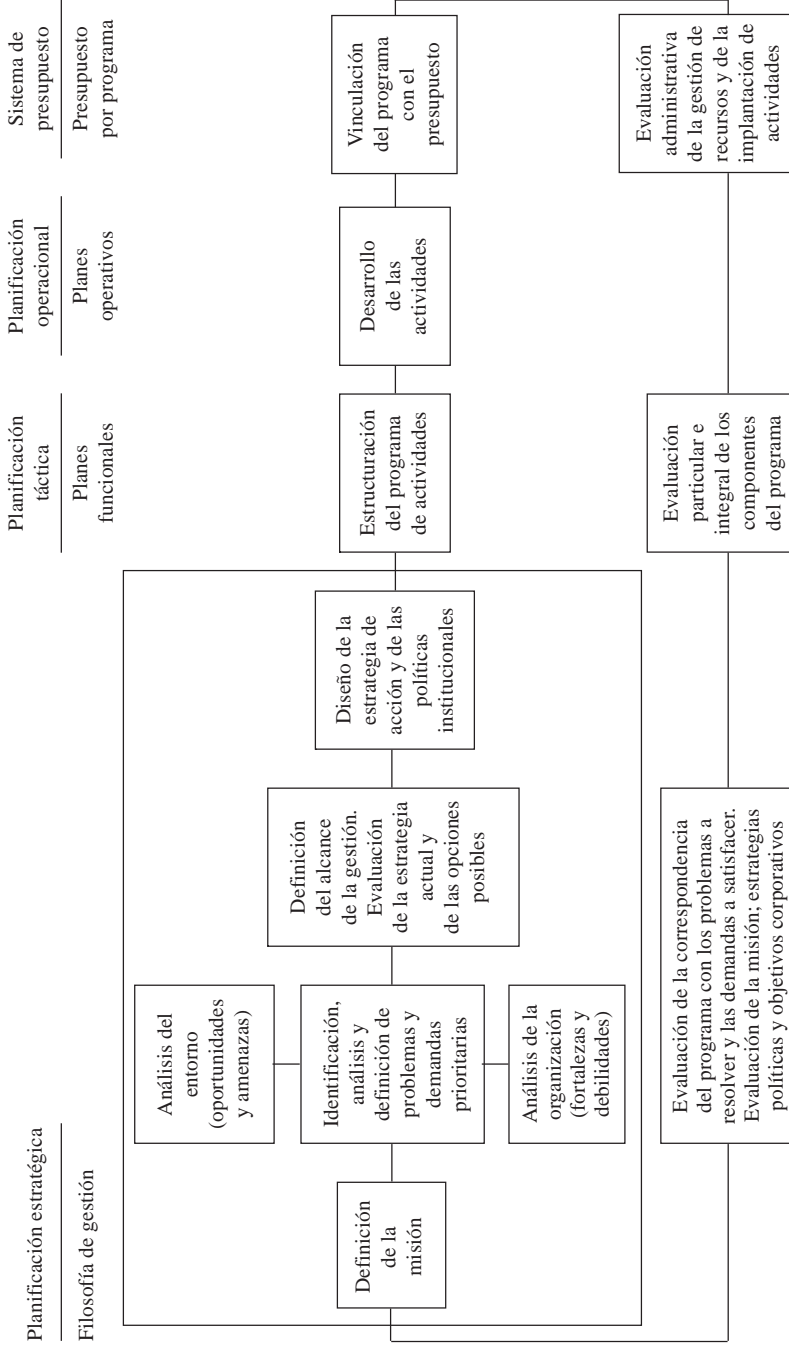 Planificación estratégica
Filosofía de gestión
Planificación
táctica
Planes
funcionales
Planificación
operacional
Planes
operativos
Sistema de
presupuesto
Presupuesto
por programa
Definición
de la
misión
Análisis del
entorno
(oportunidades
y amenazas)
Identificación,
análisis y
definición de
problemas y
demandas
prioritarias
Análisis de la
organización
(fortalezas y
debilidades)
Definición
del alcance
de la gestión.
Evaluación
de la estrategia
actual y
de las opciones
posibles
Diseño de la
estrategia de
acción y de las
políticas
institucionales
Estructuración
del programa
de actividades
Desarrollo
de las
actividades
Vinculación
del programa
con el
presupuesto
Evaluación de la correspondencia
del programa con los problemas a
resolver y las demandas a satisfacer.
Evaluación de la misión; estrategias
políticas y objetivos corporativos
Evaluación
particular e
integral de los
componentes
del programa
Evaluación
administrativa
de la gestión de
recursos y de la
implantación de
actividades